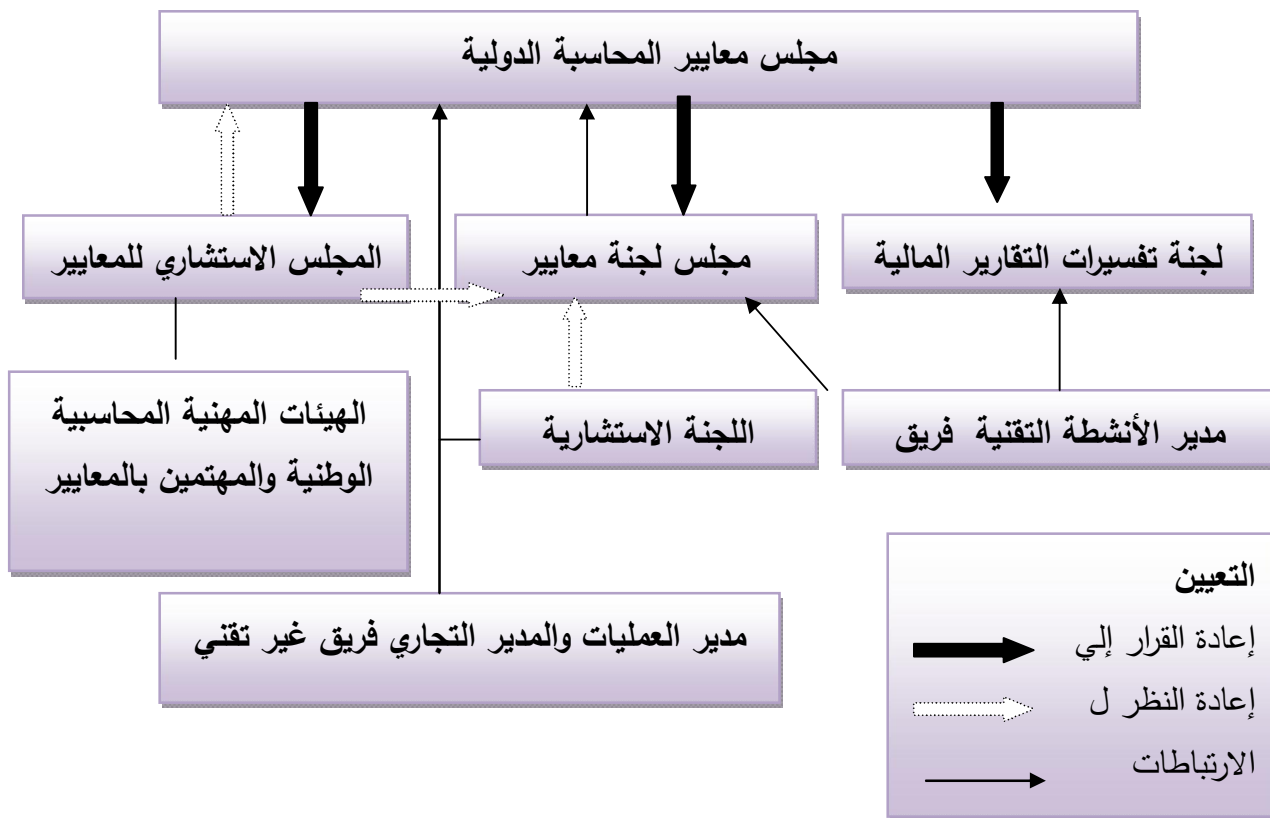 مجلس معايير المحاسبة الدولية
لجنة تفسيرات التقارير المالية
مجلس لجنة معايير
المجلس الاستشاري للمعايير
مدير الأنشطة التقنية فريق
اللجنة الاستشارية
الهيئات المهنية المحاسبية
الوطنية والمهتمين بالمعايير
مدير العمليات والمدير التجاري فريق غير تقني
التعيين
إعادة القرار إلي
إعادة النظر ل
الارتباطات